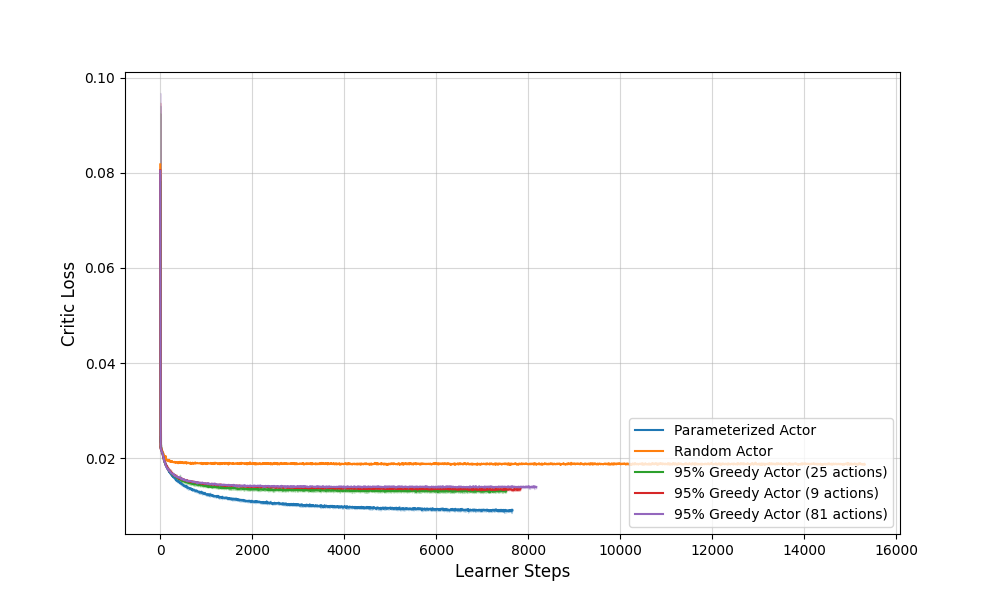 0.10
0.08
0.06
0.04
0.02
Critic Loss
Parameterized Actor
Random Actor
95% Greedy Actor (25 actions)
95% Greedy Actor (9 actions)
95% Greedy Actor (81 actions)
0 2000 4000 6000 8000 10000 12000 14000 16000
Learner Steps